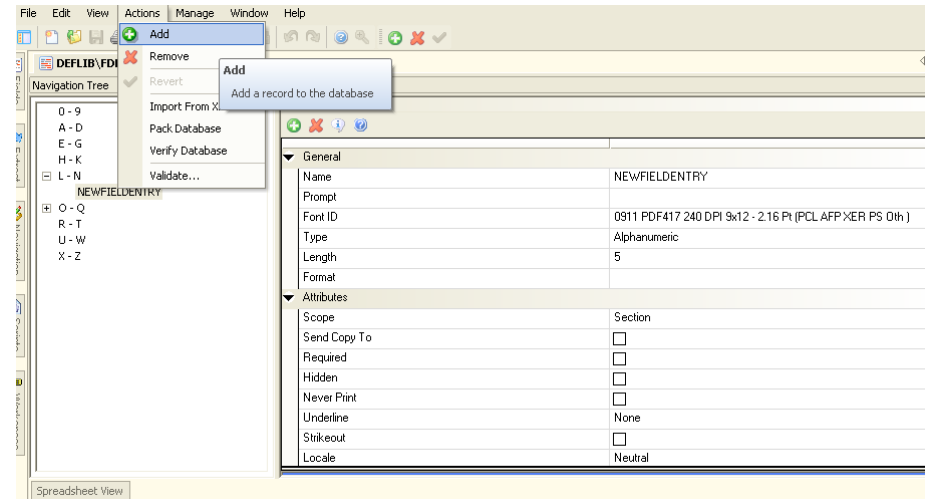 File Edit View Actions Manage Window Help
Add
Remove
Revert
Import From X
Pack Database
Verify Database
Validate...
Add
Add a record to the database
DEFLIB\FD
Navigation Tree
0 - 9
A - D
E - G
H - K
L - N
NEWFIELDENTRY
O - Q
R - T
U - W
X - Z
General
Name NEWFIELDENTRY
Prompt
Font ID 0911 PDF417 240 DPI 9x12 - 2.16 Pt (PCL AFP XER PS Oth )
Type Alphanumeric
Length 5
Format
Attributes
Scope Section
Send Copy To
Required
Hidden
Never Print
Underline None
Strikeout
Locale Neutral
Spreadsheet View